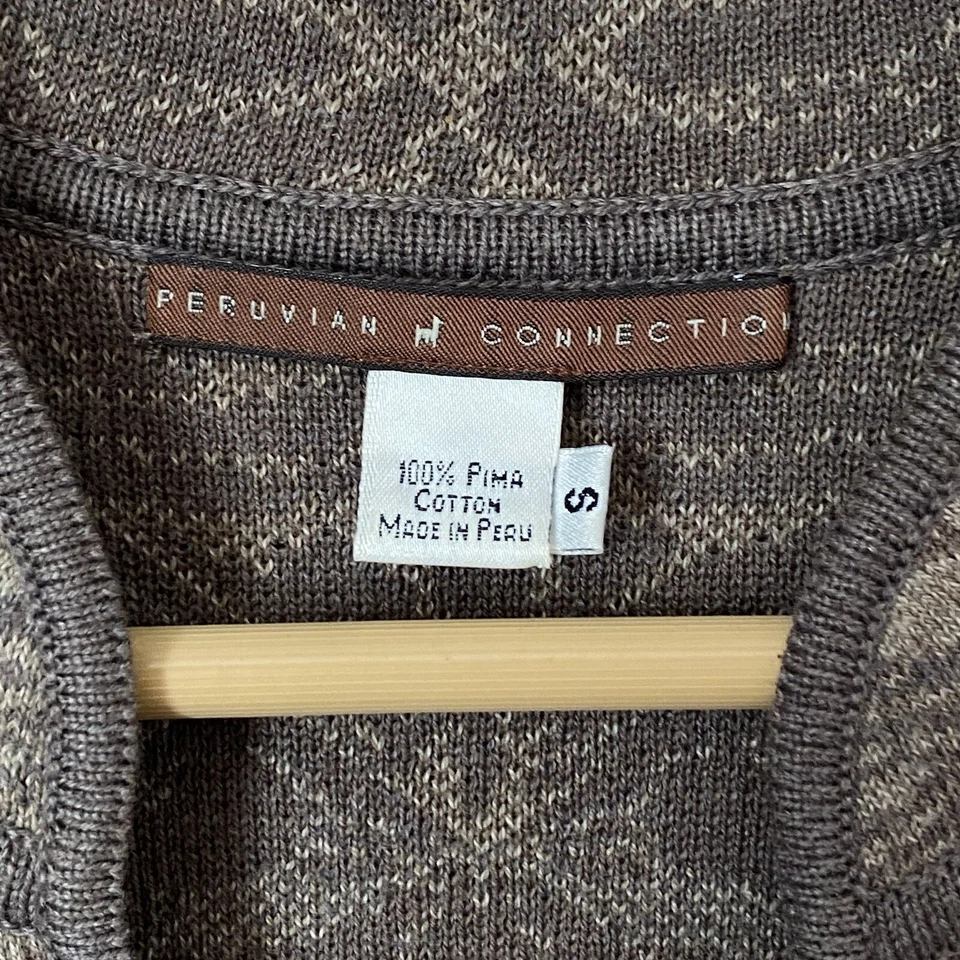 PERUVIAN CONNECTIO
100% PIMA
COTTON
MADE IN PERU
S